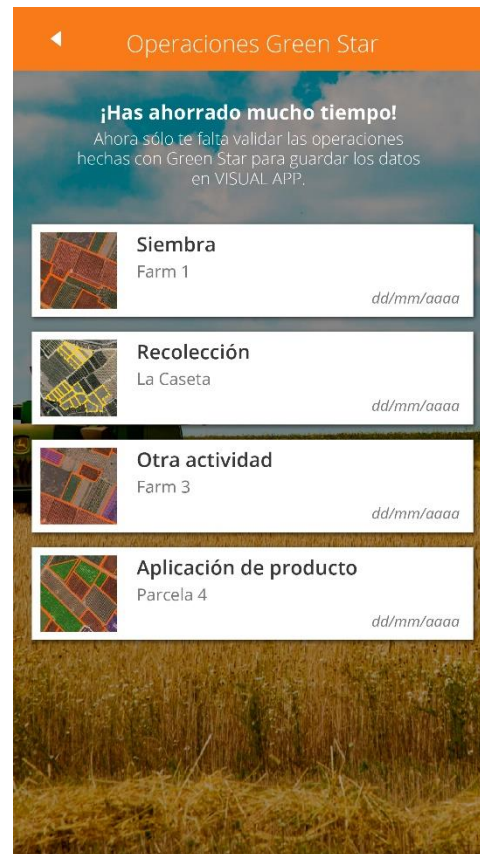 Operaciones Green Star
¡Has ahorrado mucho tiempo!
Ahora sólo te falta validar las operaciones
hechas con Green Star para guardar los datos
en VISUAL APP.
Siembra
Farm 1
dd/mm/aaaa
Recolección
La Caseta
dd/mm/aaaa
Otra actividad
Farm 3
dd/mm/aaaa
Aplicación de producto
Parcela 4
dd/mm/aaaa